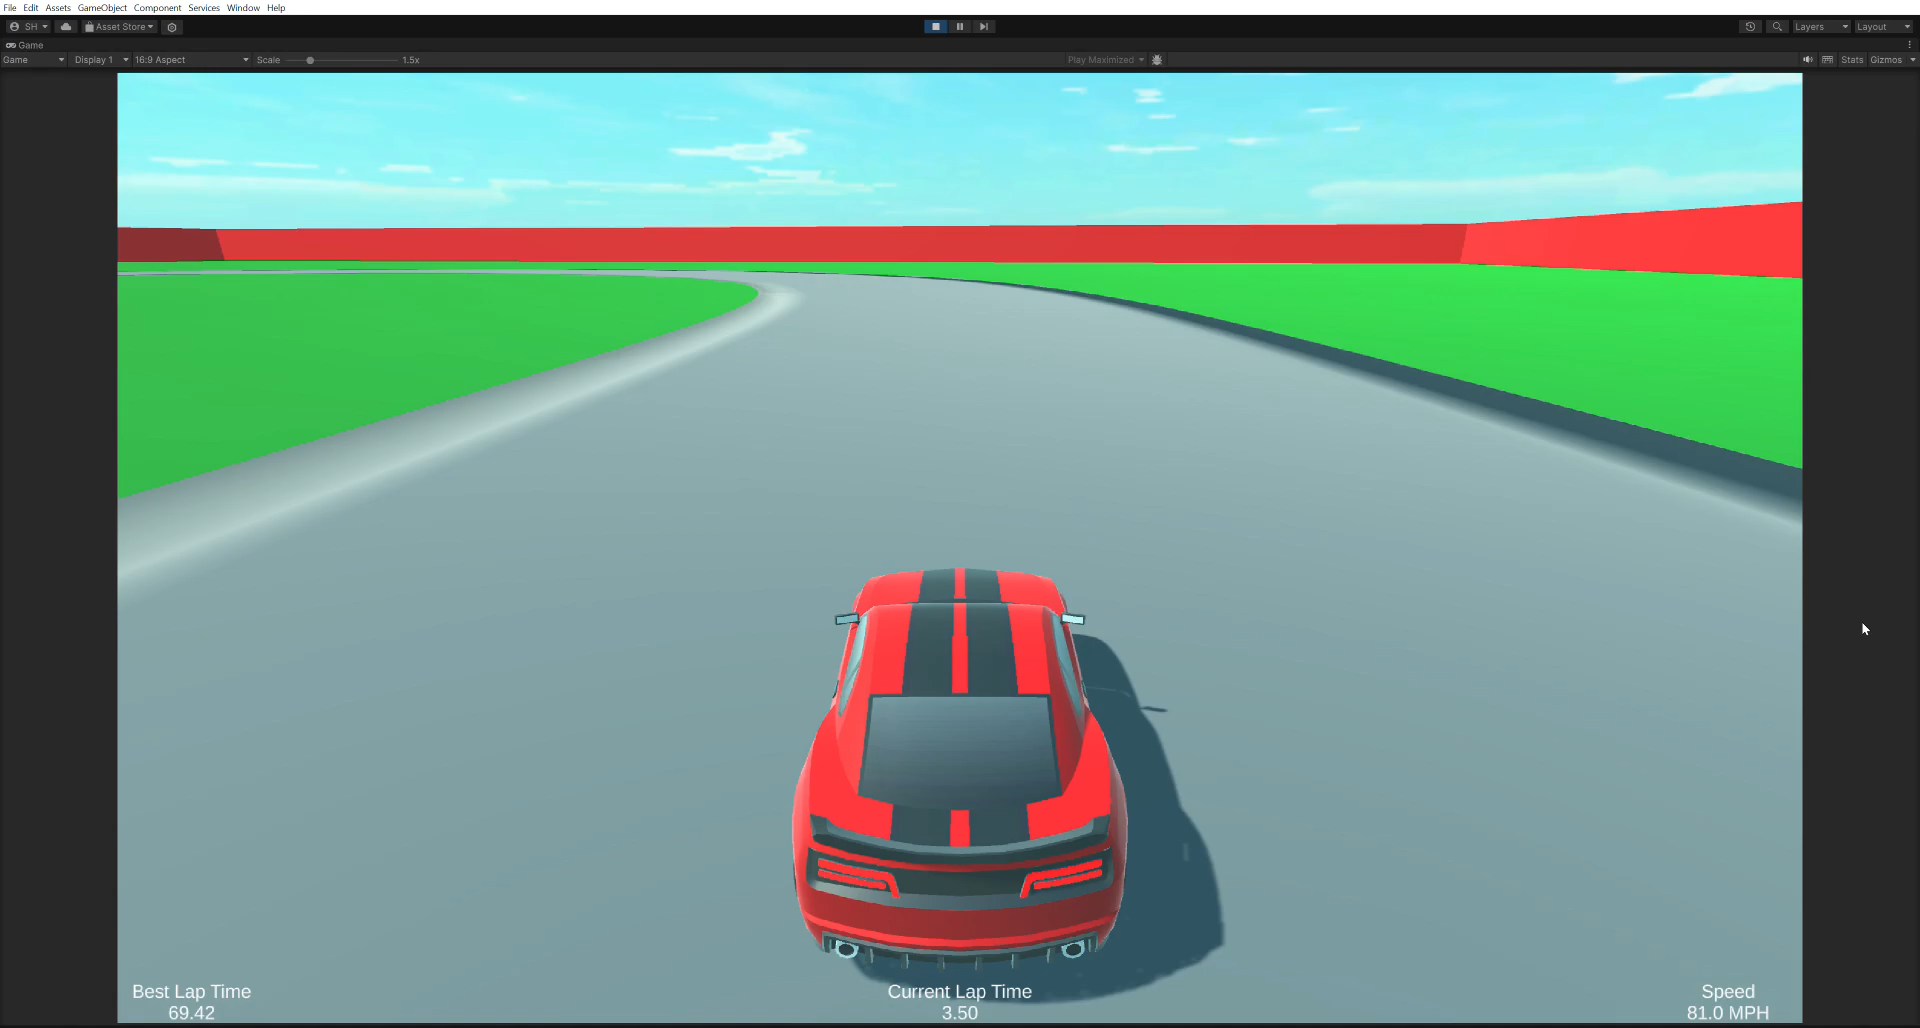 File Edit Assets GameObject Component Services Window Help
SH Asset Store Layers Layout
Game
Game Display 1 16:9 Aspect Scale 1.5x Play Maximized Stats Gizmos
Best Lap Time Current Lap Time Speed
69.42 3.50 81.0 MPH